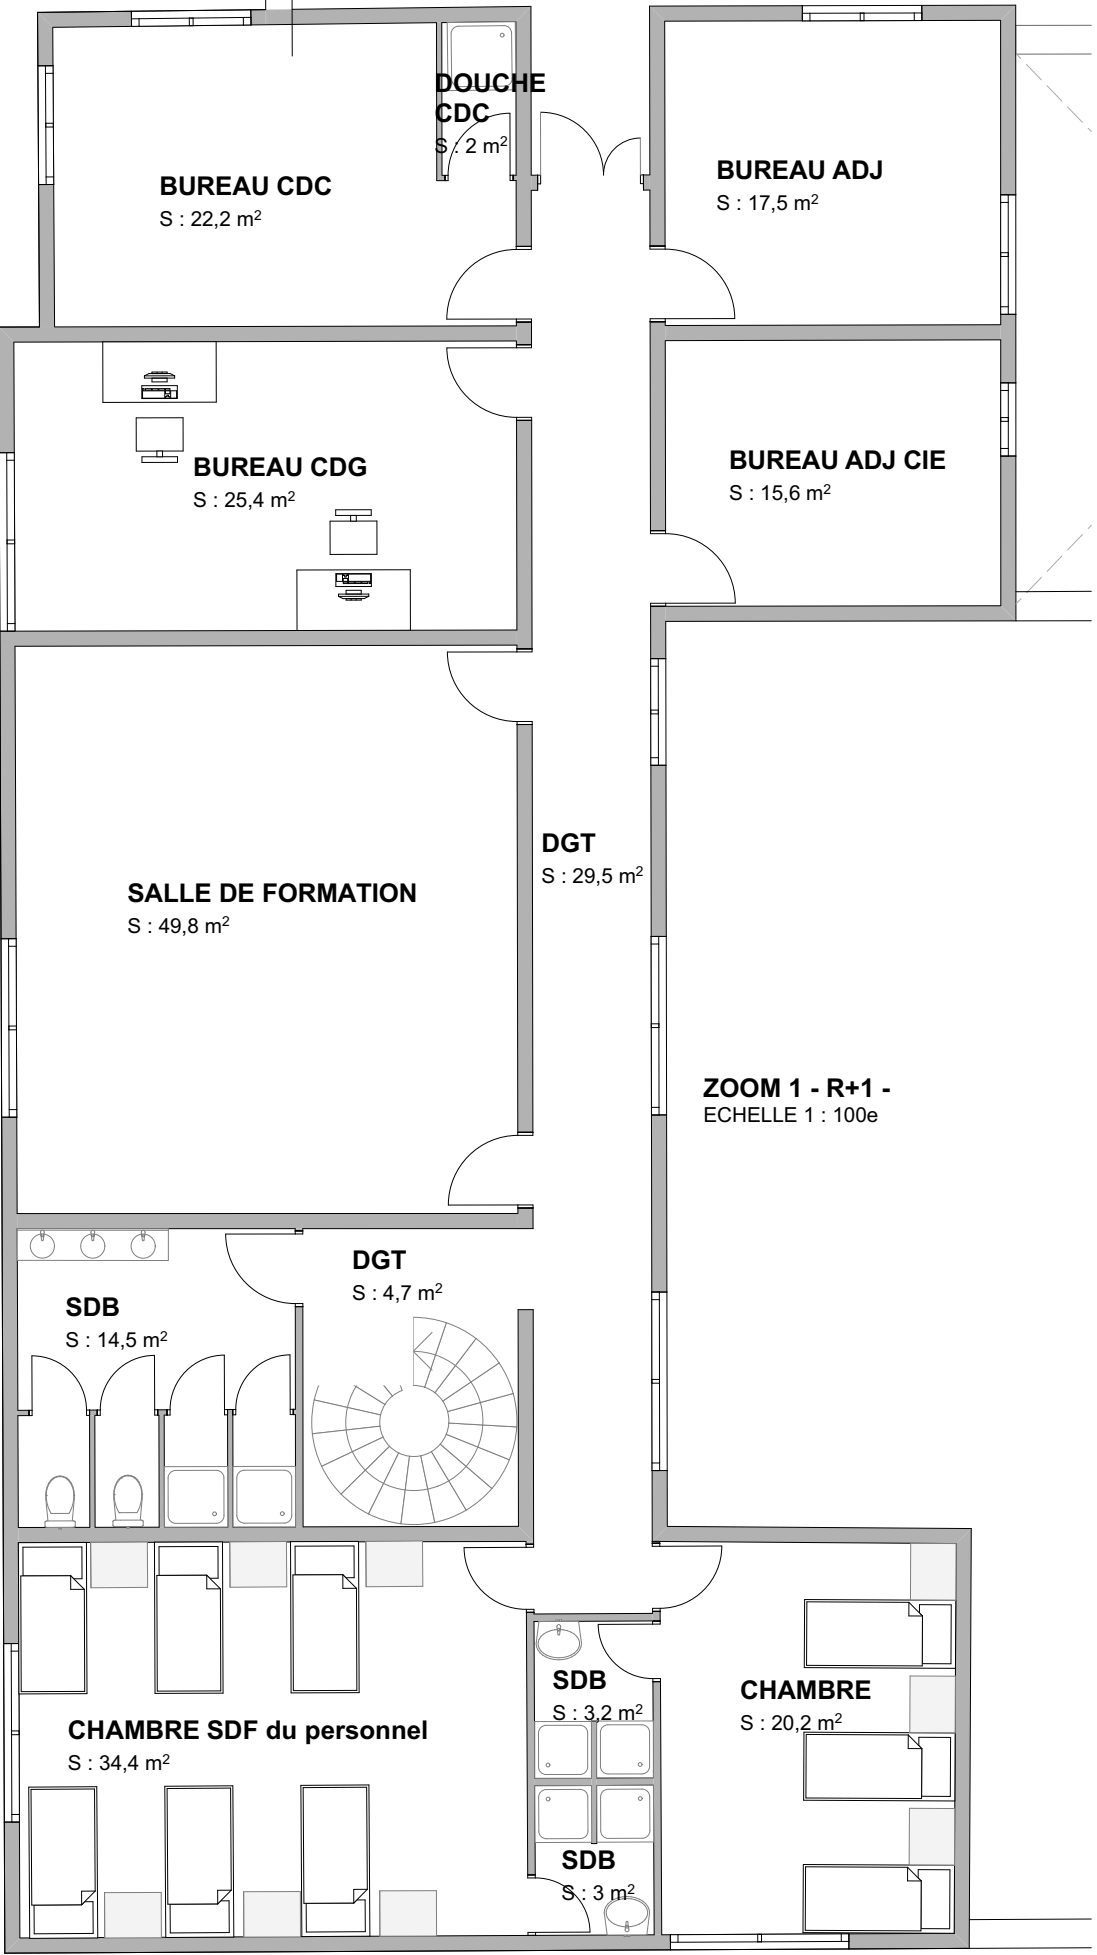 DOUCHE
CDC
S : 2 m²
BUREAU CDC
S : 22,2 m²
BUREAU ADJ
S : 17,5 m²
BUREAU CDG
S : 25,4 m²
BUREAU ADJ CIE
S : 15,6 m²
DGT
S : 29,5 m²
SALLE DE FORMATION
S : 49,8 m²
ZOOM 1 - R+1 -
ECHELLE 1 : 100e
DGT
S : 4,7 m²
SDB
S : 14,5 m²
SDB
S : 3,2 m²
CHAMBRE
S : 20,2 m²
CHAMBRE SDF du personnel
S : 34,4 m²
SDB
S : 3 m²